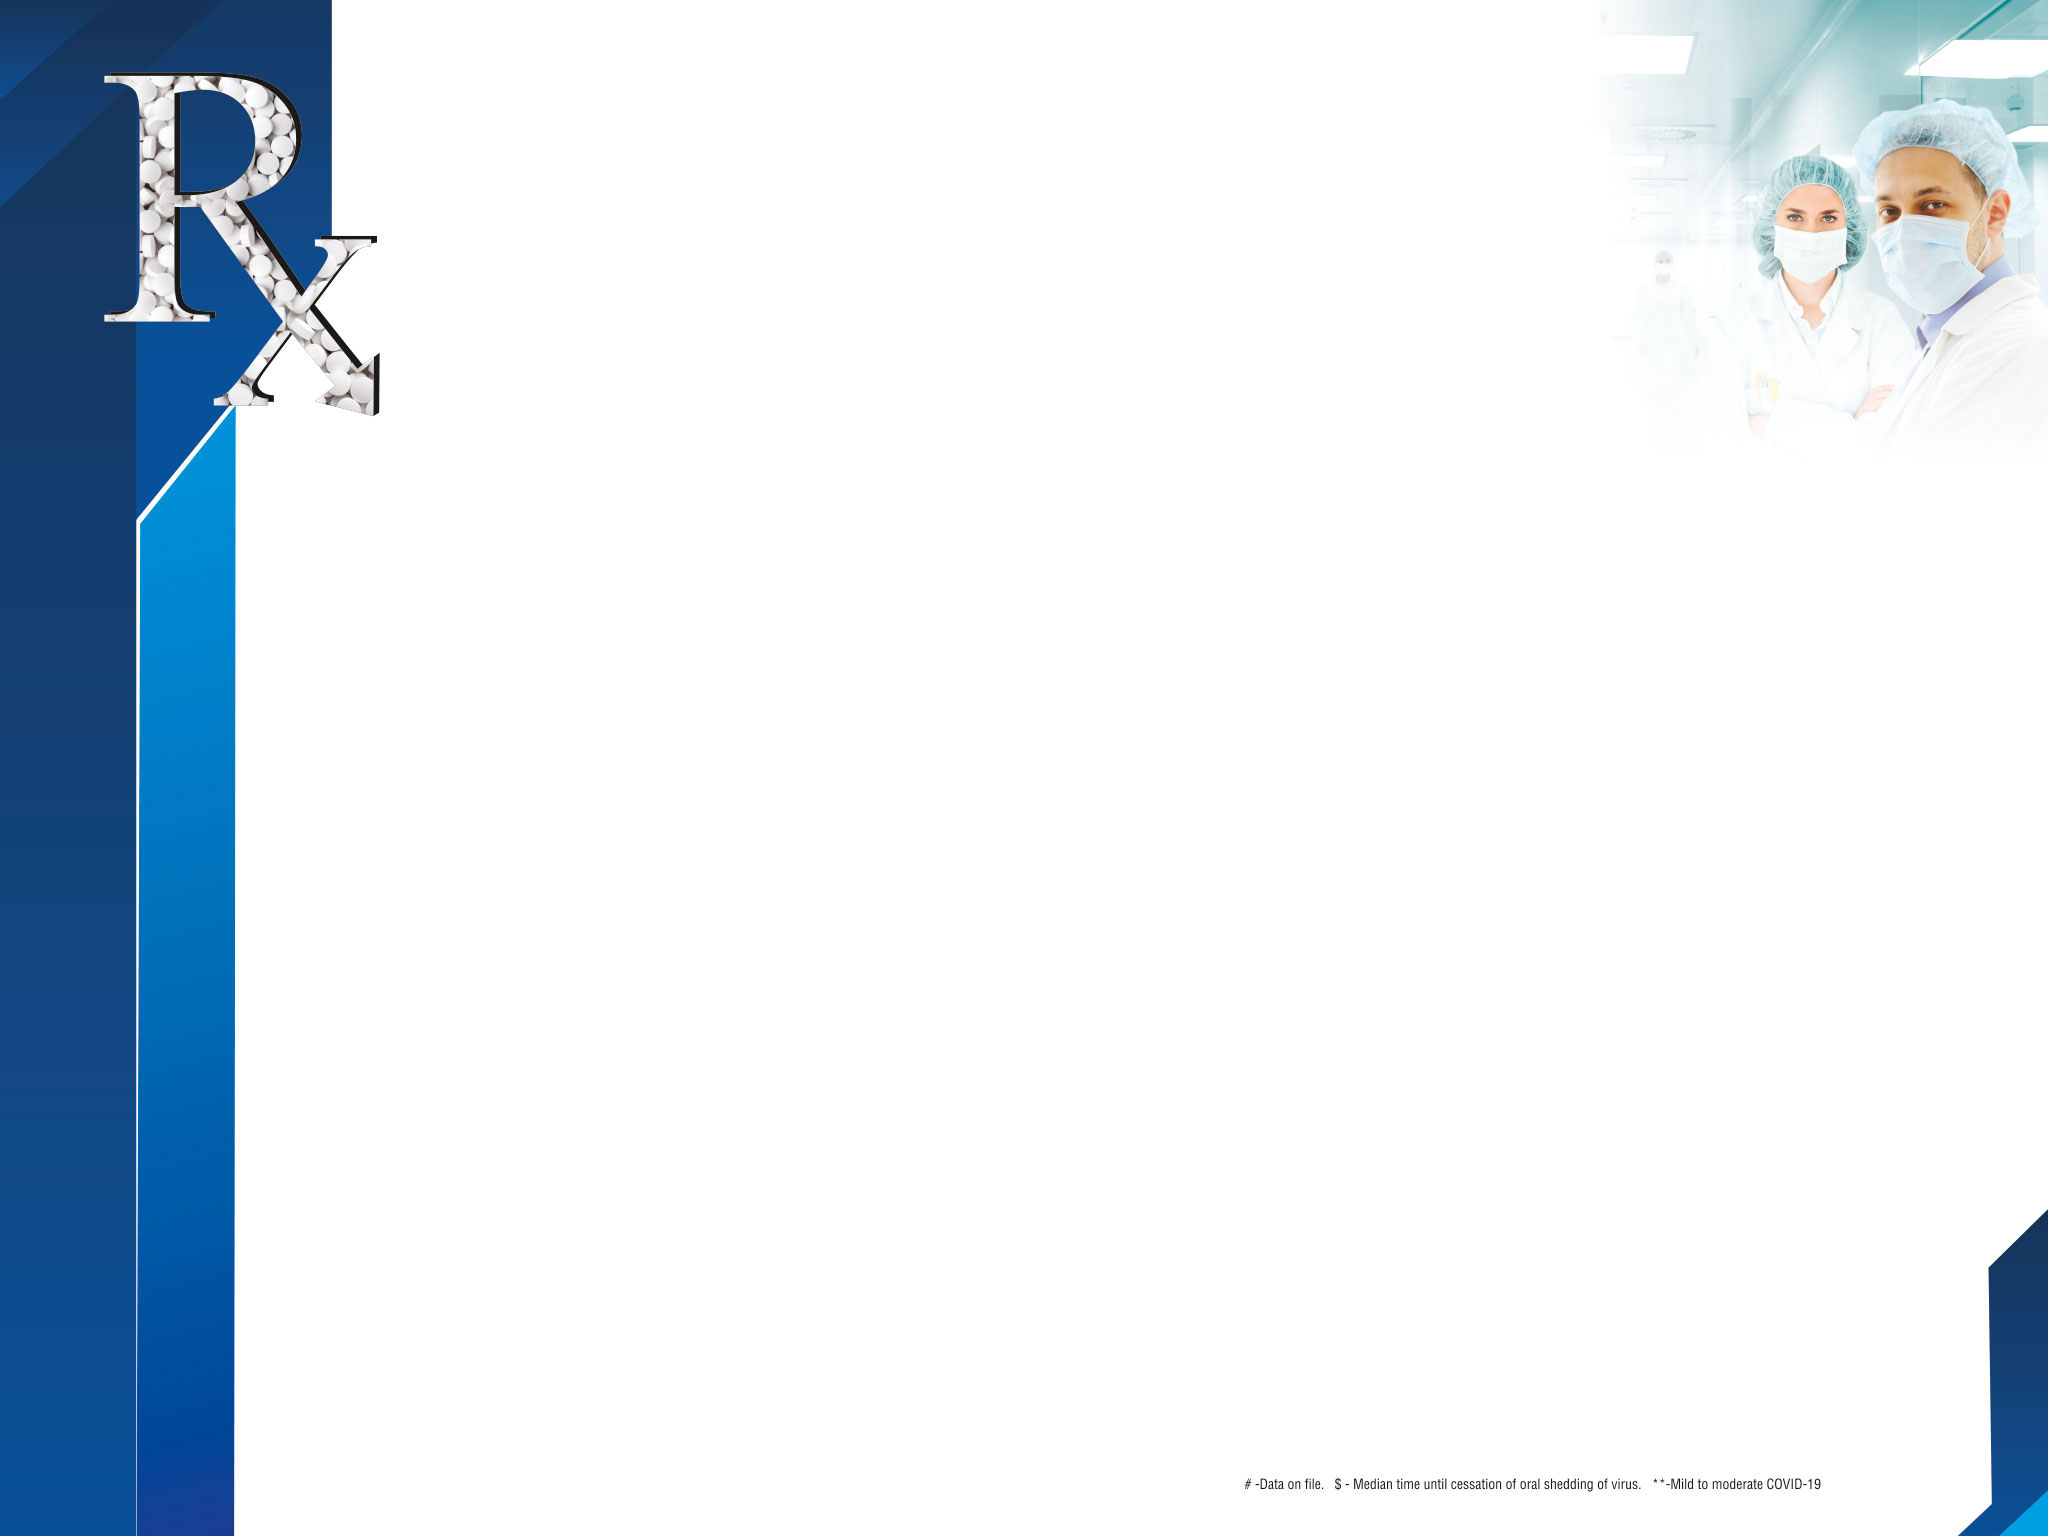 Rx
# -Data on file. $ - Median time until cessation of oral shedding of virus. **-Mild to moderate COVID-19